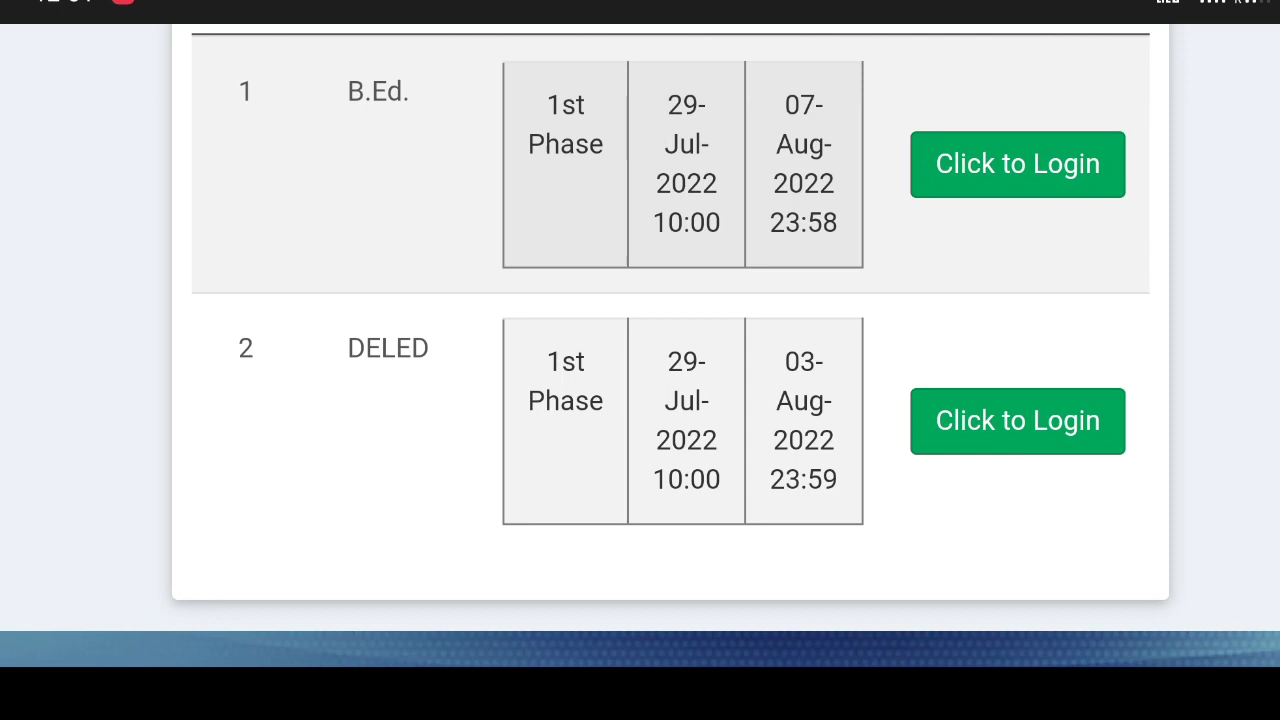 1 B.Ed. 1st 29- 07-
Phase Jul- Aug-
2022 2022
10:00 23:58
Click to Login
2 DELED 1st 29- 03-
Phase Jul- Aug-
2022 2022
10:00 23:59
Click to Login